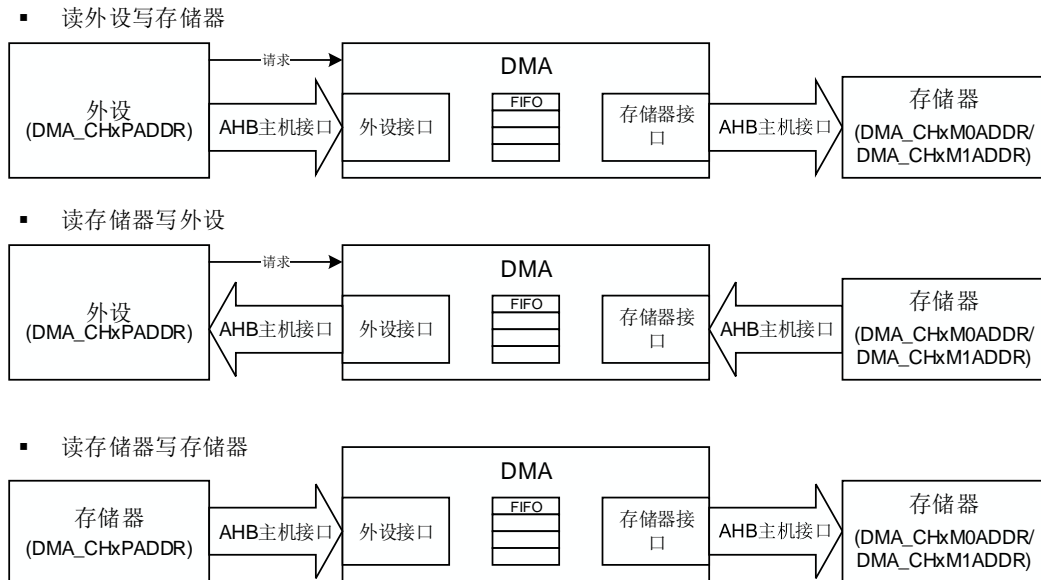 ▪ 读外设写存储器
请求
DMA
外设
(DMA_CHxPADDR)
AHB主机接口
外设接口
FIFO
存储器接
口
AHB主机接口
存储器
(DMA_CHxM0ADDR/
DMA_CHxM1ADDR)
▪ 读存储器写外设
请求
DMA
外设
(DMA_CHxPADDR)
AHB主机接口
外设接口
FIFO
存储器接
口
AHB主机接口
存储器
(DMA_CHxM0ADDR/
DMA_CHxM1ADDR)
▪ 读存储器写存储器
DMA
存储器
(DMA_CHxPADDR)
AHB主机接口
外设接口
FIFO
存储器接
口
AHB主机接口
存储器
(DMA_CHxM0ADDR/
DMA_CHxM1ADDR)